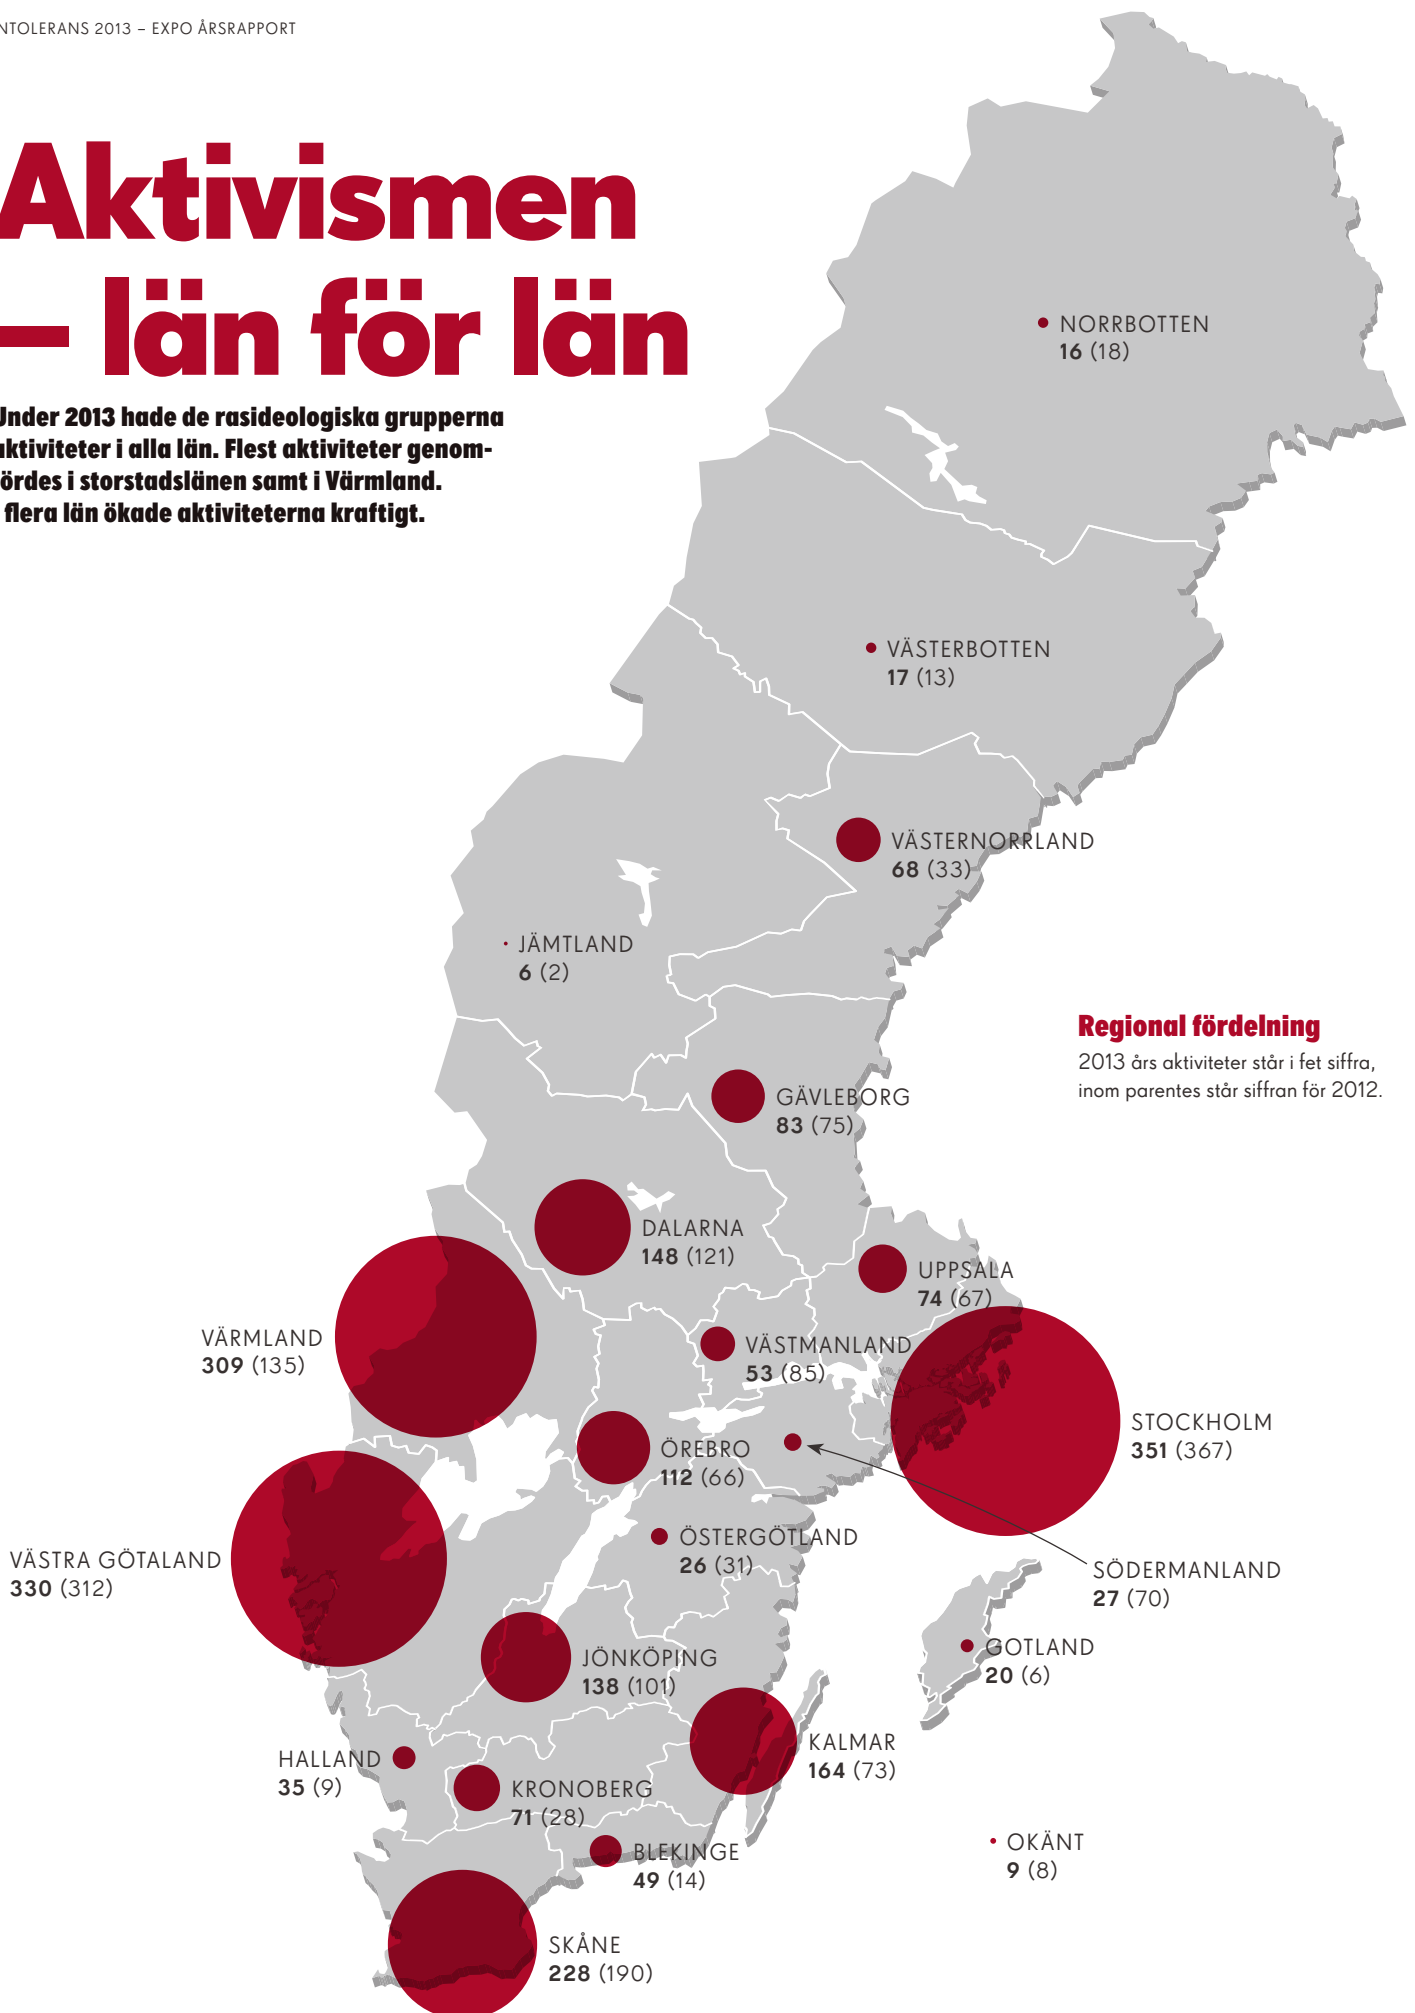 NTOLERANS 2013 – EXPO ÅRSRAPPORT
Aktivismen
– län för län
Under 2013 hade de rasideologiska grupperna
aktiviteter i alla län. Flest aktiviteter genom-
fördes i storstadslänen samt i Värmland.
flera län ökade aktiviteterna kraftigt.
NORRBOTTEN
16 (18)
VÄSTERBOTTEN
17 (13)
VÄSTERNORRLAND
68 (33)
JÄMTLAND
6 (2)
Regional fördelning
2013 års aktiviteter står i fet siffra,
inom parentes står siffran för 2012.
GÄVLEBORG
83 (75)
DALARNA
148 (121)
UPPSALA
74 (67)
VÄRMLAND
309 (135)
VÄSTMANLAND
53 (85)
STOCKHOLM
351 (367)
ÖREBRO
112 (66)
ÖSTERGÖTLAND
26 (31)
VÄSTRA GÖTALAND
330 (312)
SÖDERMANLAND
27 (70)
GOTLAND
20 (6)
JÖNKÖPING
138 (101)
KALMAR
164 (73)
HALLAND
35 (9)
KRONOBERG
71 (28)
BLEKINGE
49 (14)
OKÄNT
9 (8)
SKÅNE
228 (190)